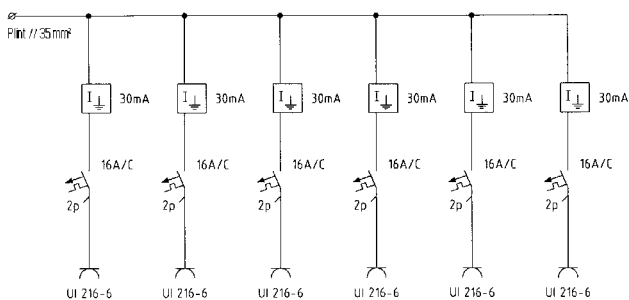 Plint // 35mm²
I 30mA I 30mA I 30mA I 30mA I 30mA I 30mA
16A/C 16A/C 16A/C 16A/C 16A/C 16A/C
2p 2p 2p 2p 2p 2p
UI 216-6 UI 216-6 UI 216-6 UI 216-6 UI 216-6 UI 216-6